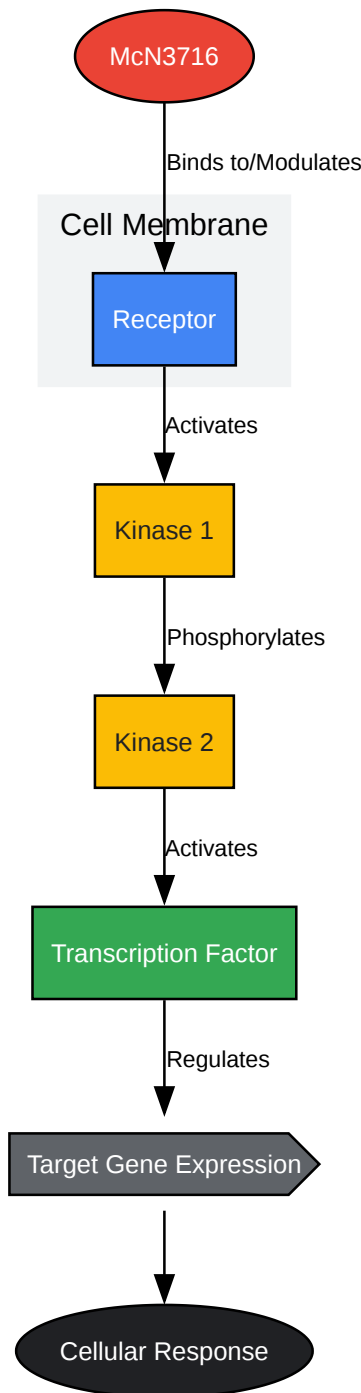 McN3716
Binds to/Modulates
Cell Membrane
Receptor
Activates
Kinase 1
Phosphorylates
Kinase 2
Activates
Transcription Factor
Regulates
Target Gene Expression
Cellular Response